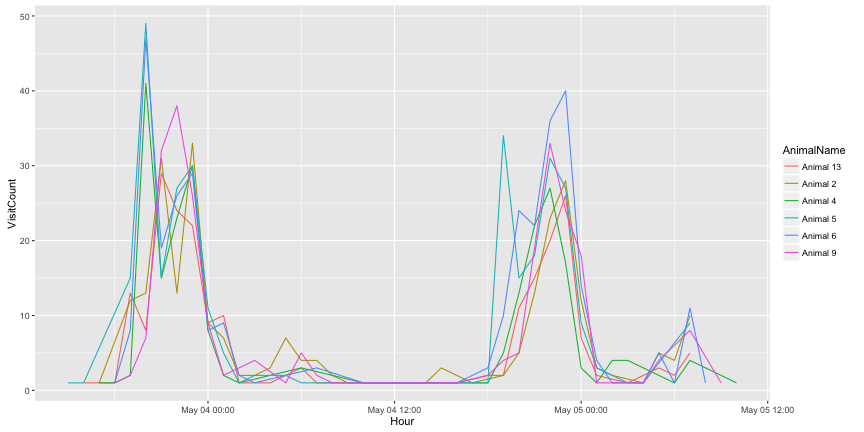 50
40
30
20
10
0
VisitCount
May 04 00:00
May 04 12:00
May 05 00:00
May 05 12:00
Hour
AnimalName
Animal 13
Animal 2
Animal 4
Animal 5
Animal 6
Animal 9